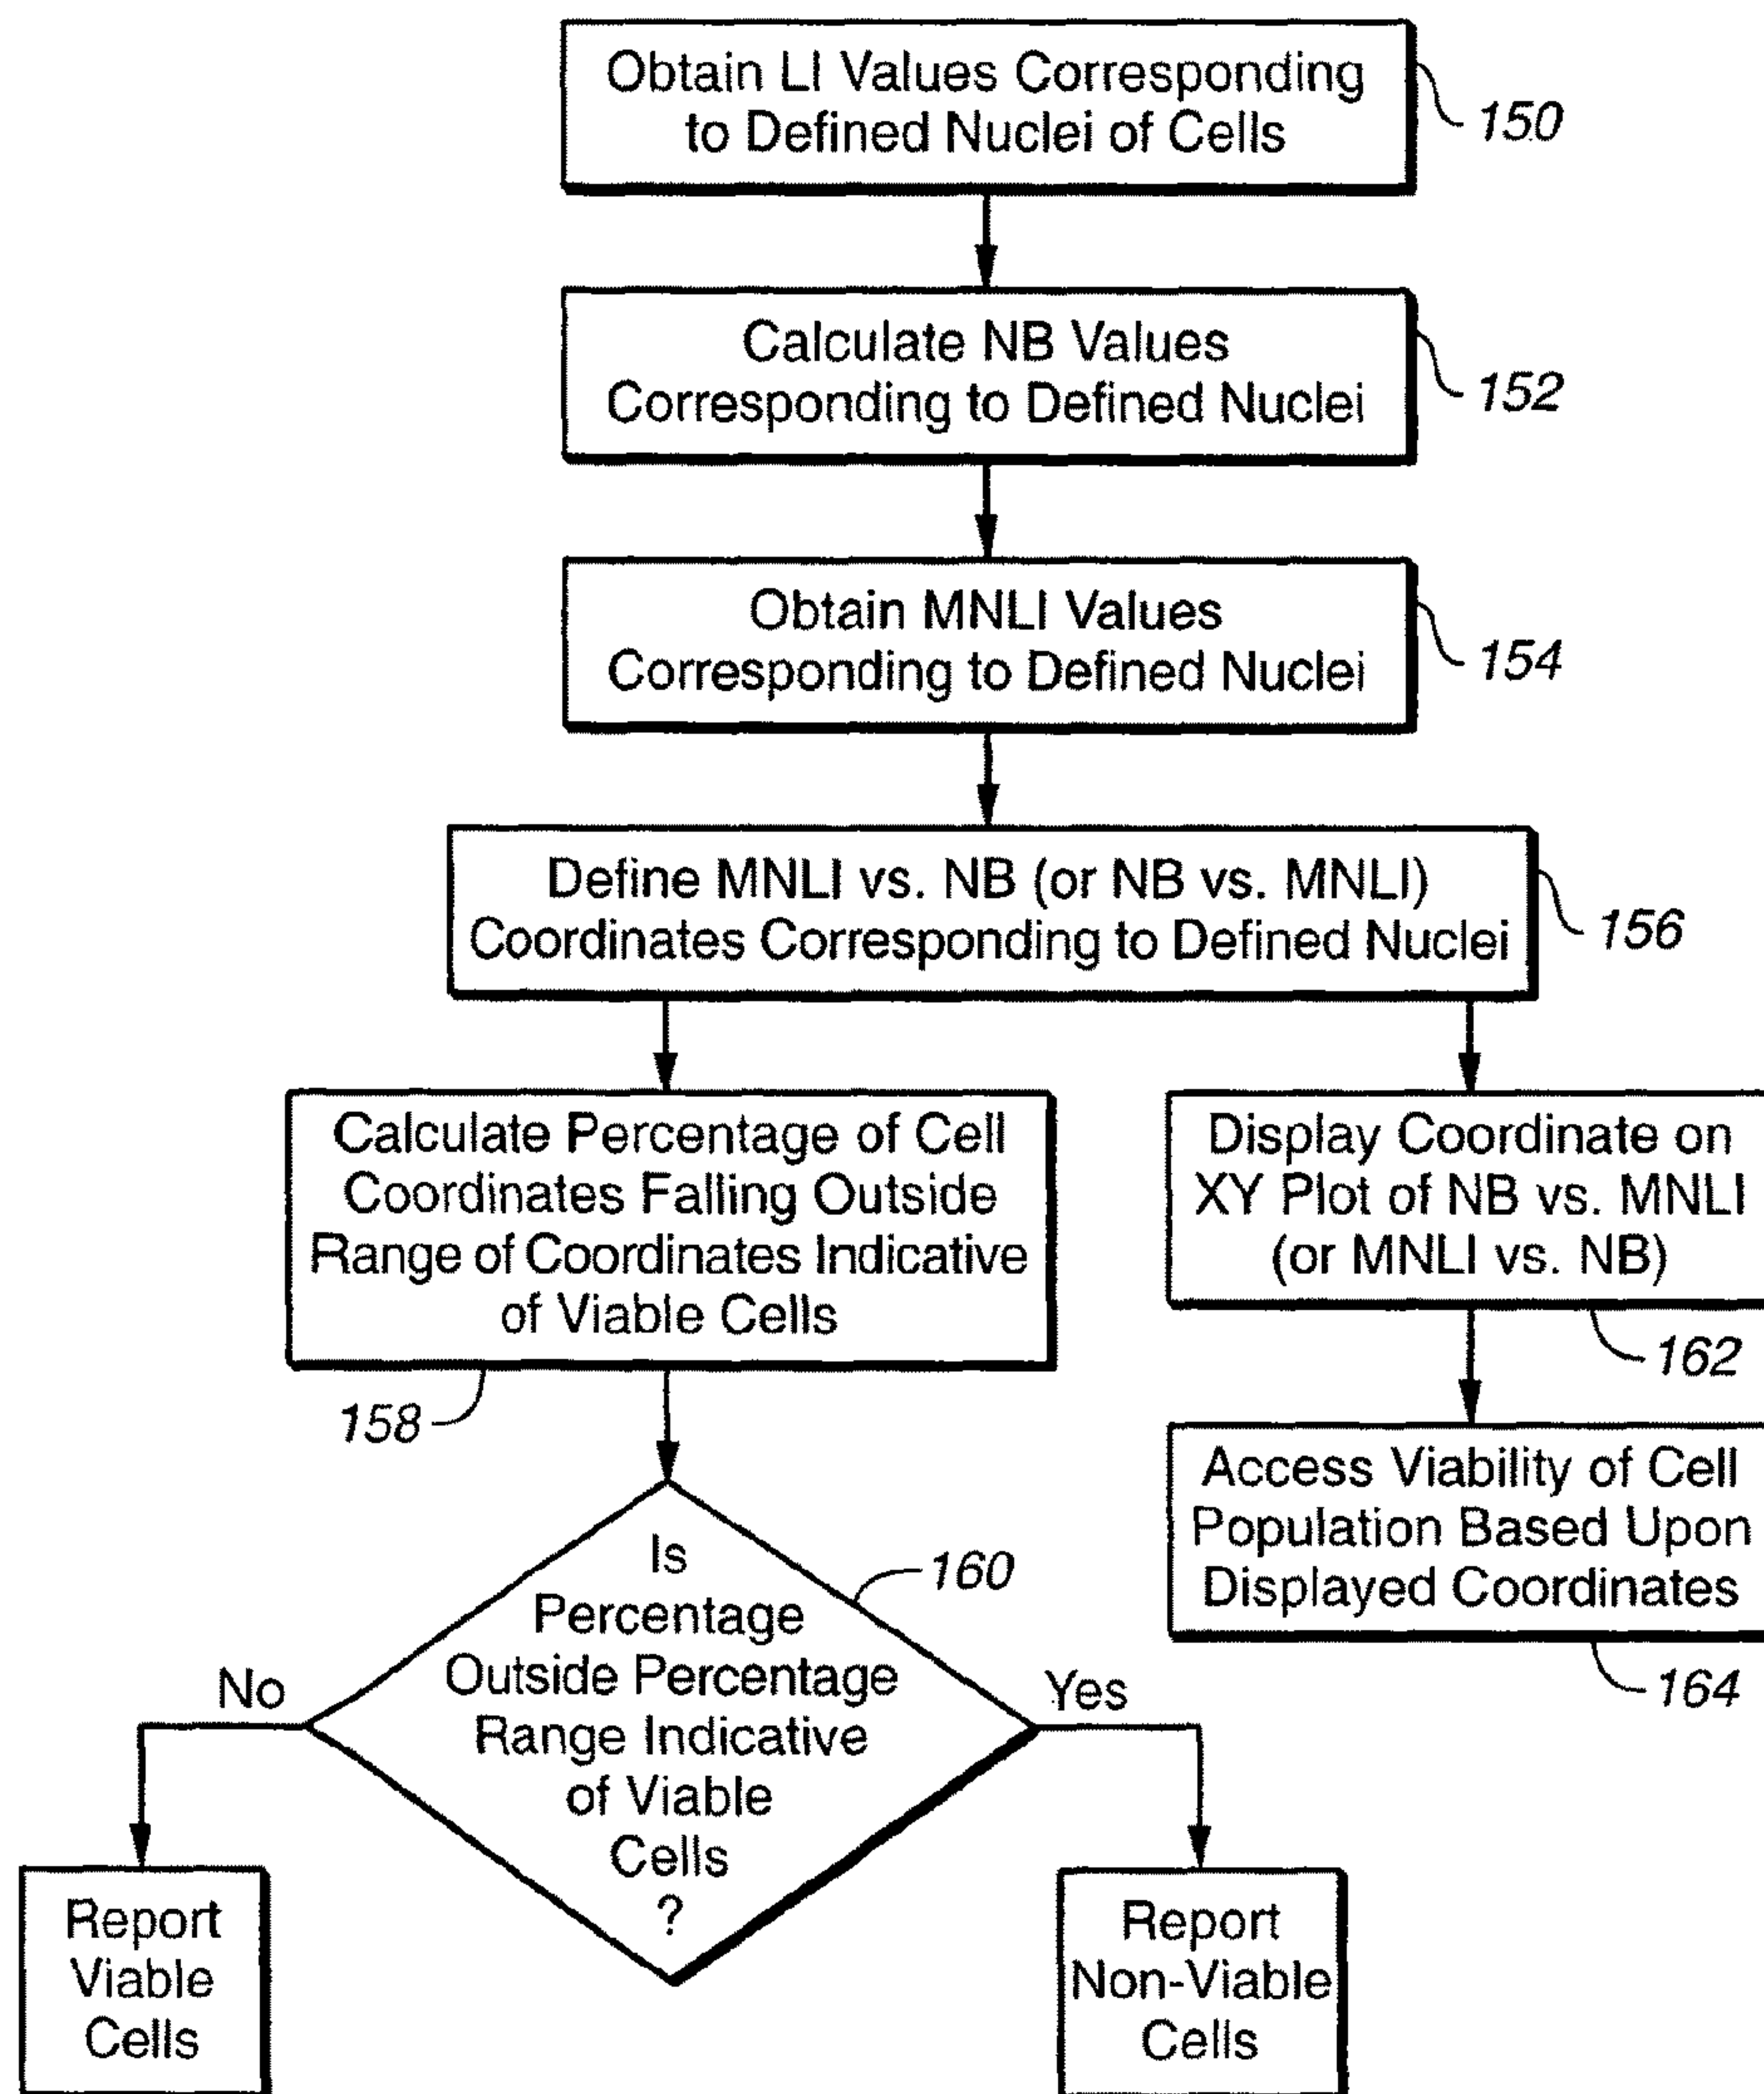 Obtain LI Values Corresponding
to Defined Nuclei of Cells
150
Calculate NB Values
Corresponding to Defined Nuclei
152
Obtain MNLI Values
Corresponding to Defined Nuclei
154
Define MNLI vs. NB (or NB vs. MNLI)
Coordinates Corresponding to Defined Nuclei
156
Calculate Percentage of Cell
Coordinates Falling Outside
Range of Coordinates Indicative
of Viable Cells
158
Display Coordinate on
XY Plot of NB vs. MNLI
(or MNLI vs. NB)
162
Access Viability of Cell
Population Based Upon
Displayed Coordinates
164
Is
Percentage
Outside Percentage
Range Indicative
of Viable
Cells
?
160
No
Yes
Report
Viable
Cells
Report
Non-Viable
Cells